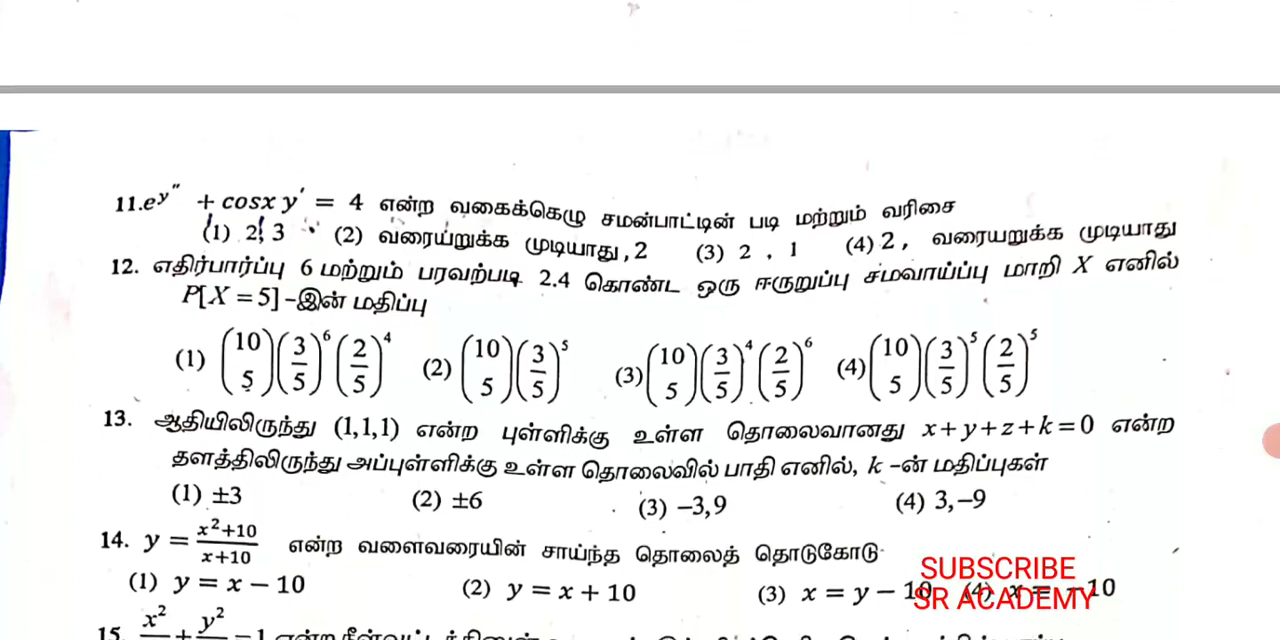 11.e^y'' + cosx y' = 4 என்ற வகைக்கெழு சமன்பாட்டின் படி மற்றும் வரிசை
(1) 2, 3 (2) வரைய்றுக்க முடியாது,2 (3) 2 , 1 (4) 2, வரையறுக்க முடியாது
12. எதிர்பார்ப்பு 6 மற்றும் பரவற்படி 2.4 கொண்ட ஒரு ஈருறுப்பு சமவாய்ப்பு மாறி X எனில்
P[X = 5] -இன் மதிப்பு
(1) (10 5)(3/5)^6(2/5)^4 (2) (10 5)(3/5)^5 (3) (10 5)(3/5)^4(2/5)^6 (4) (10 5)(3/5)^5(2/5)^5
13. ஆதியிலிருந்து (1,1,1) என்ற புள்ளிக்கு உள்ள தொலைவானது x+y+z+k=0 என்ற
தளத்திலிருந்து அப்புள்ளிக்கு உள்ள தொலைவில் பாதி எனில், k -ன் மதிப்புகள்
(1) ±3 (2) ±6 (3) −3,9 (4) 3,−9
14. y = x²+10/x+10 என்ற வளைவரையின் சாய்ந்த தொலைத் தொடுகோடு
(1) y = x − 10 (2) y = x + 10 (3) x = y − 10 (4) x = −10
SUBSCRIBE
SR ACADEMY
15. x²
y²